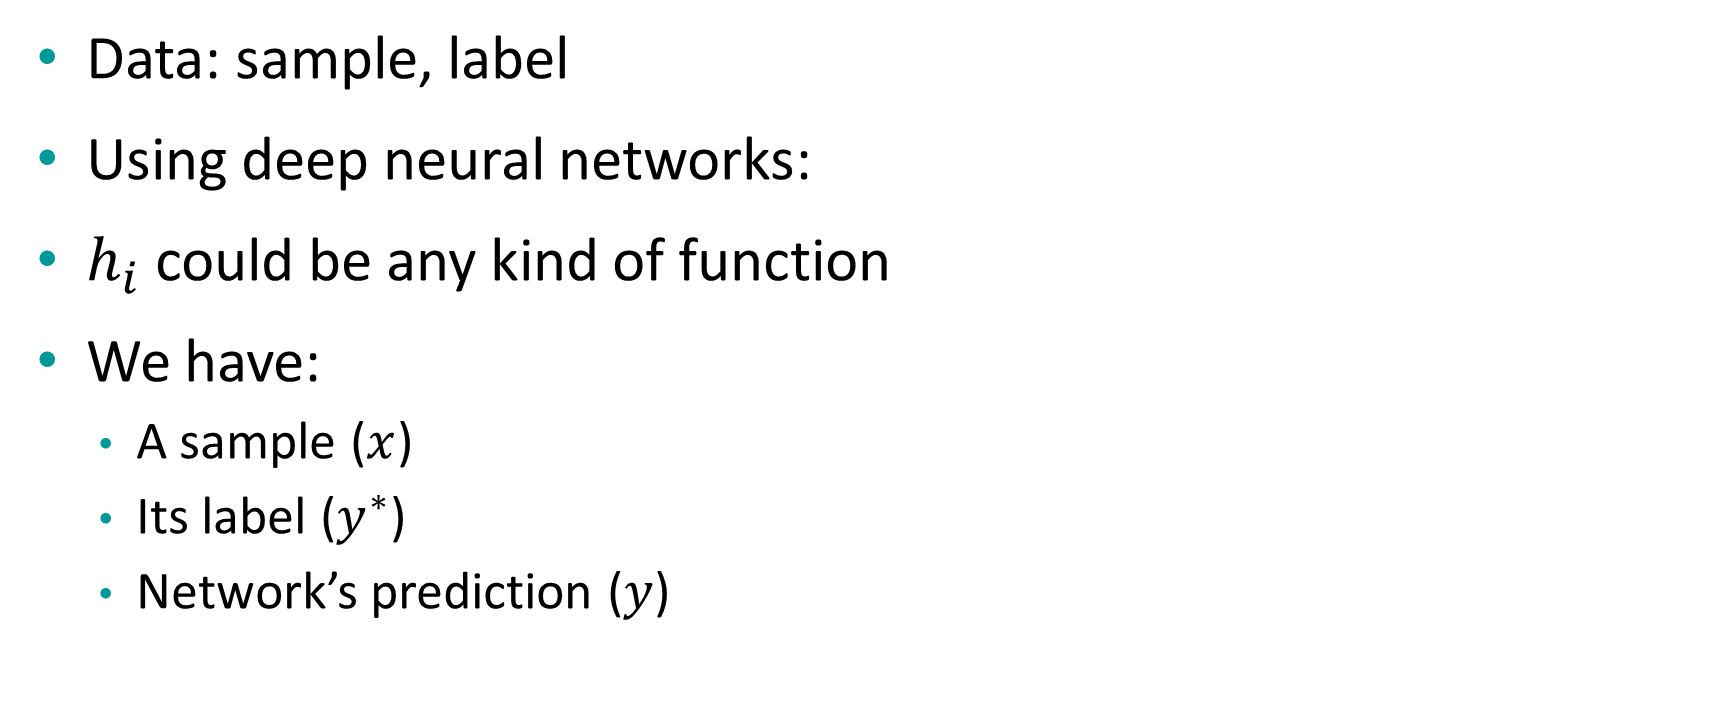 • Data: sample, label
• Using deep neural networks:
• hᵢ could be any kind of function
• We have:
• A sample (x)
• Its label (y*)
• Network’s prediction (y)